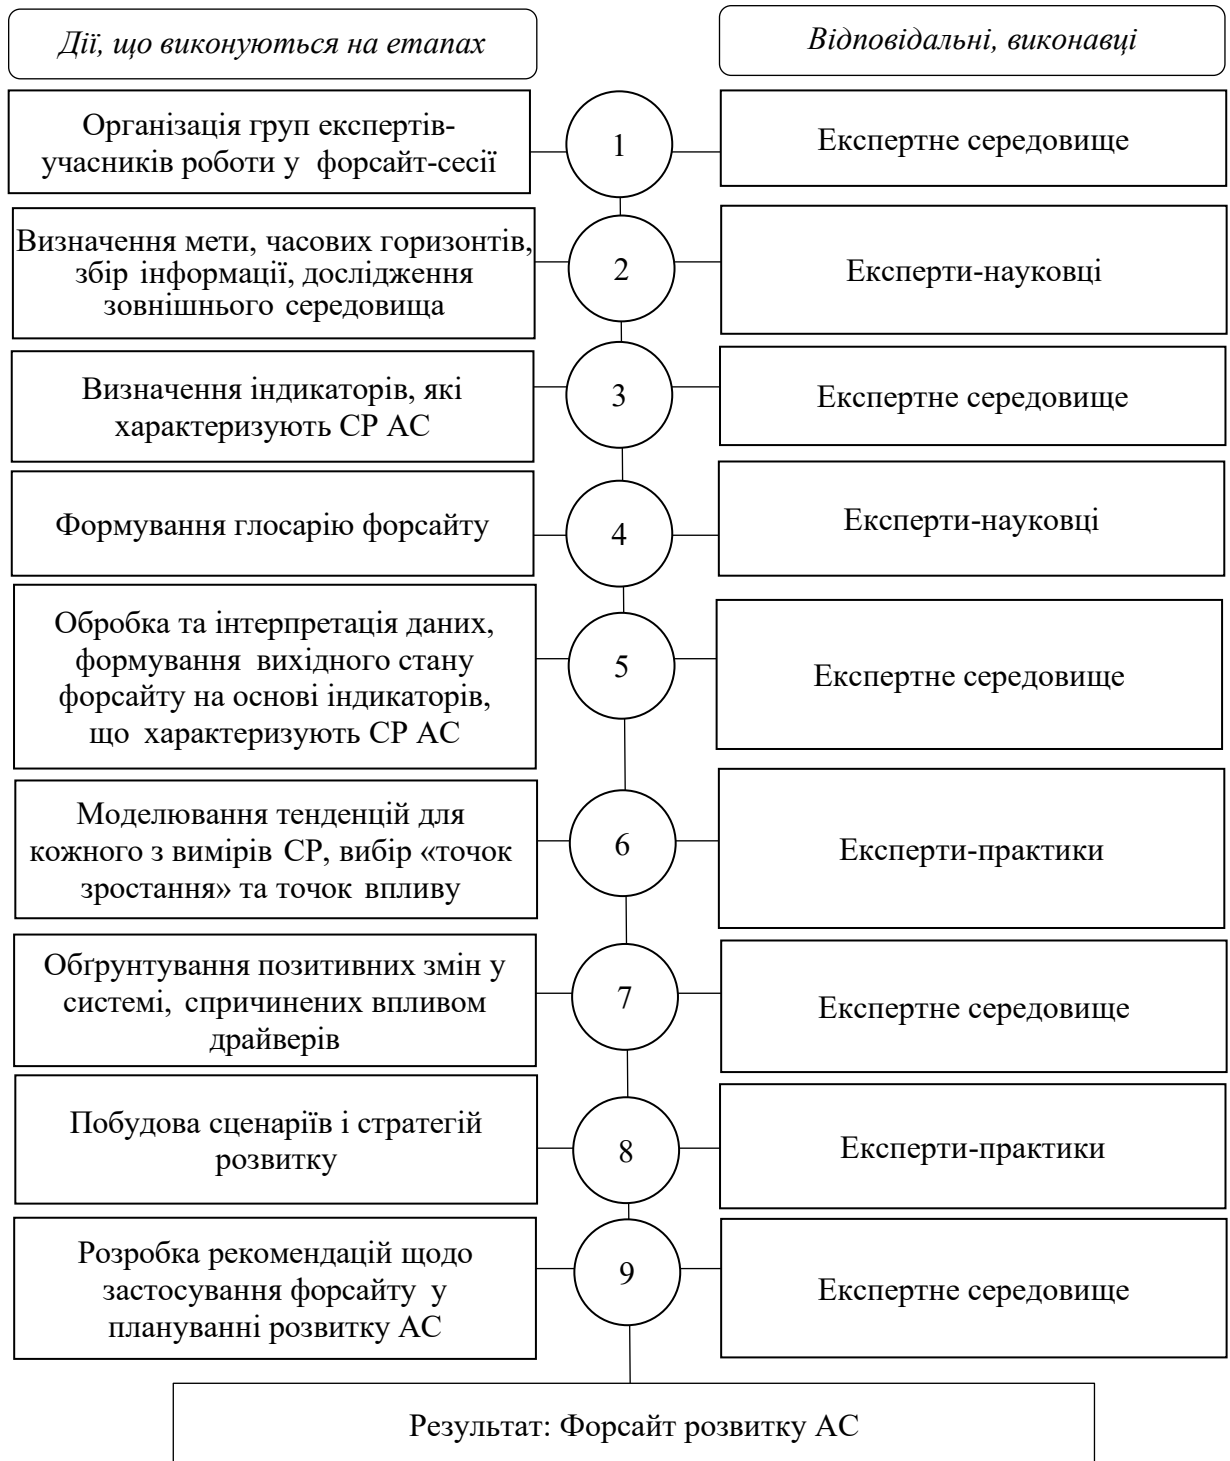 Дії, що виконуються на етапах
Відповідальні, виконавці
Організація груп експертів-
учасників роботи у форсайт-сесії
1
Експертне середовище
Визначення мети, часових горизонтів,
збір інформації, дослідження
зовнішнього середовища
2
Експерти-науковці
Визначення індикаторів, які
характеризують СР АС
3
Експертне середовище
Формування глосарію форсайту
4
Експерти-науковці
Обробка та інтерпретація даних,
формування вихідного стану
форсайту на основі індикаторів,
що характеризують СР АС
5
Експертне середовище
Моделювання тенденцій для
кожного з вимірів СР, вибір «точок
зростання» та точок впливу
6
Експерти-практики
Обґрунтування позитивних змін у
системі, спричинених впливом
драйверів
7
Експертне середовище
Побудова сценаріїв і стратегій
розвитку
8
Експерти-практики
Розробка рекомендацій щодо
застосування форсайту у
плануванні розвитку АС
9
Експертне середовище
Результат: Форсайт розвитку АС